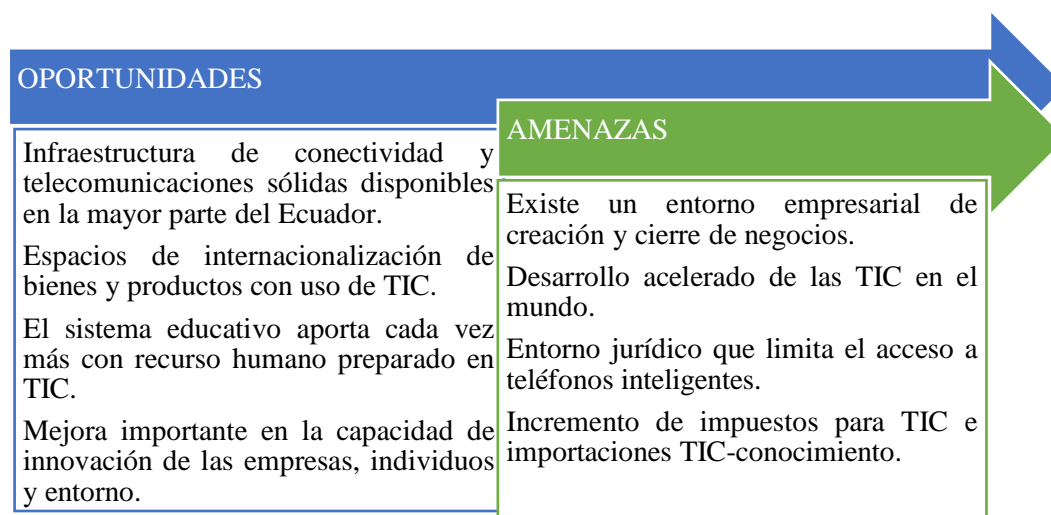 OPORTUNIDADES
Infraestructura de conectividad y
telecomunicaciones sólidas disponibles
en la mayor parte del Ecuador.
Espacios de internacionalización de
bienes y productos con uso de TIC.
El sistema educativo aporta cada vez
más con recurso humano preparado en
TIC.
Mejora importante en la capacidad de
innovación de las empresas, individuos
y entorno.
AMENAZAS
Existe un entorno empresarial de
creación y cierre de negocios.
Desarrollo acelerado de las TIC en el
mundo.
Entorno jurídico que limita el acceso a
teléfonos inteligentes.
Incremento de impuestos para TIC e
importaciones TIC-conocimiento.